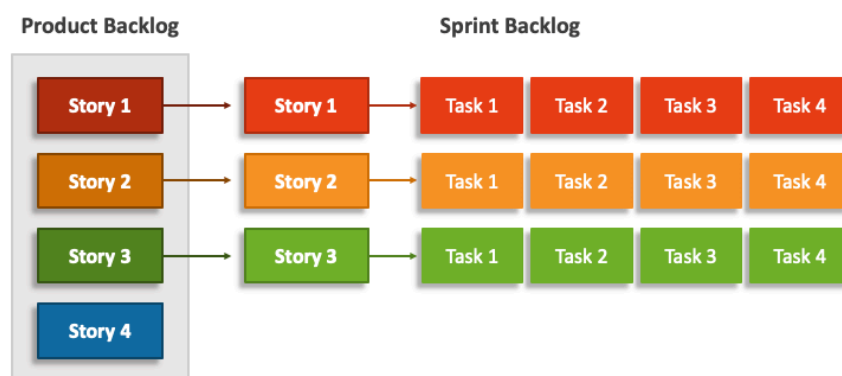 Product Backlog Sprint Backlog
Story 1 Story 1 Task 1 Task 2 Task 3 Task 4
Story 2 Story 2 Task 1 Task 2 Task 3 Task 4
Story 3 Story 3 Task 1 Task 2 Task 3 Task 4
Story 4